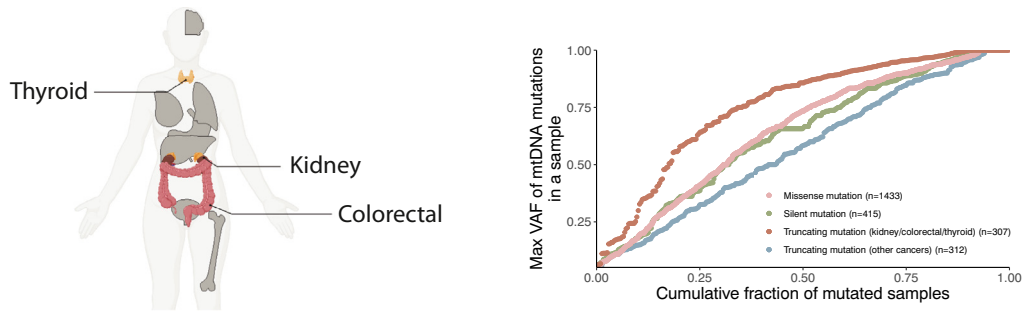 Thyroid
Kidney
Colorectal
Max VAF of mtDNA mutations
in a sample
1.00
0.75
0.50
0.25
Missense mutation (n=1433)
Silent mutation (n=415)
Truncating mutation (kidney/colorectal/thyroid) (n=307)
Truncating mutation (other cancers) (n=312)
0.00
0.25
0.50
0.75
1.00
Cumulative fraction of mutated samples